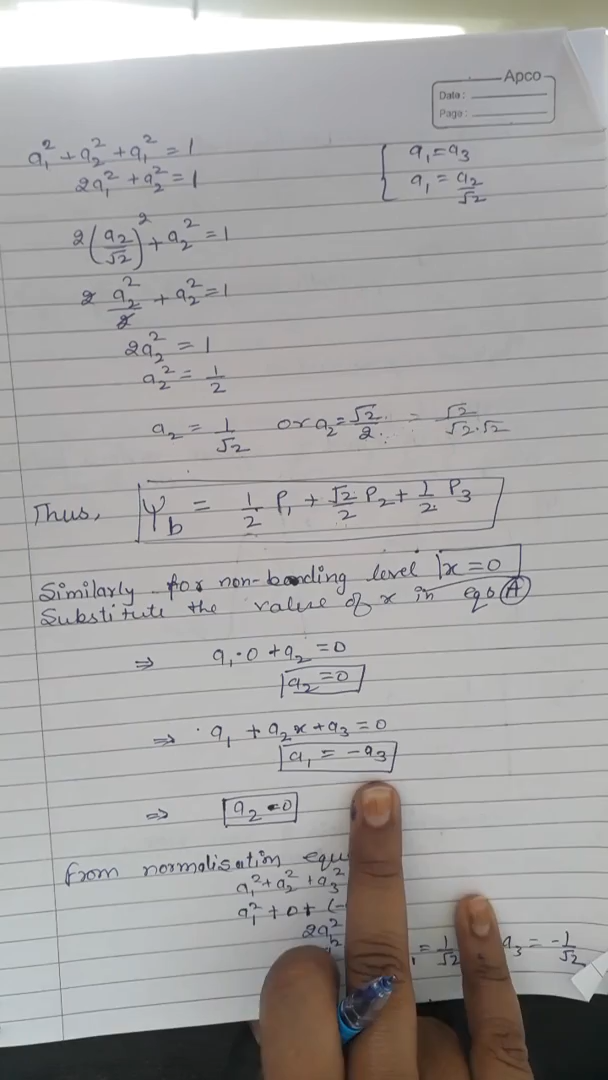 Apco
Date:
Page:
a₁² + a₂² + a₁² = 1
2a₁² + a₂² = 1
a₁ = a₃
a₁ = a₂/√2
2(a₂/√2)² + a₂² = 1
2 a₂²/2 + a₂² = 1
2a₂² = 1
a₂² = 1/2
a₂ = 1/√2 or a₂ = √2/2 = √2/√2·√2
Thus, ψb = 1/2 P₁ + √2/2 P₂ + 1/2 P₃
Similarly for non-bonding level x = 0
Substitute the value of x in eqn (A)
⇒ a₁·0 + a₂ = 0
a₂ = 0
⇒ a₁ + a₂x + a₃ = 0
a₁ = -a₃
⇒ a₂ = 0
from normalisation
a₁² + a₂² + a₃²
a₁² + 0 + (-
2a₁²
= 1/√2 a₃ = -1/√2